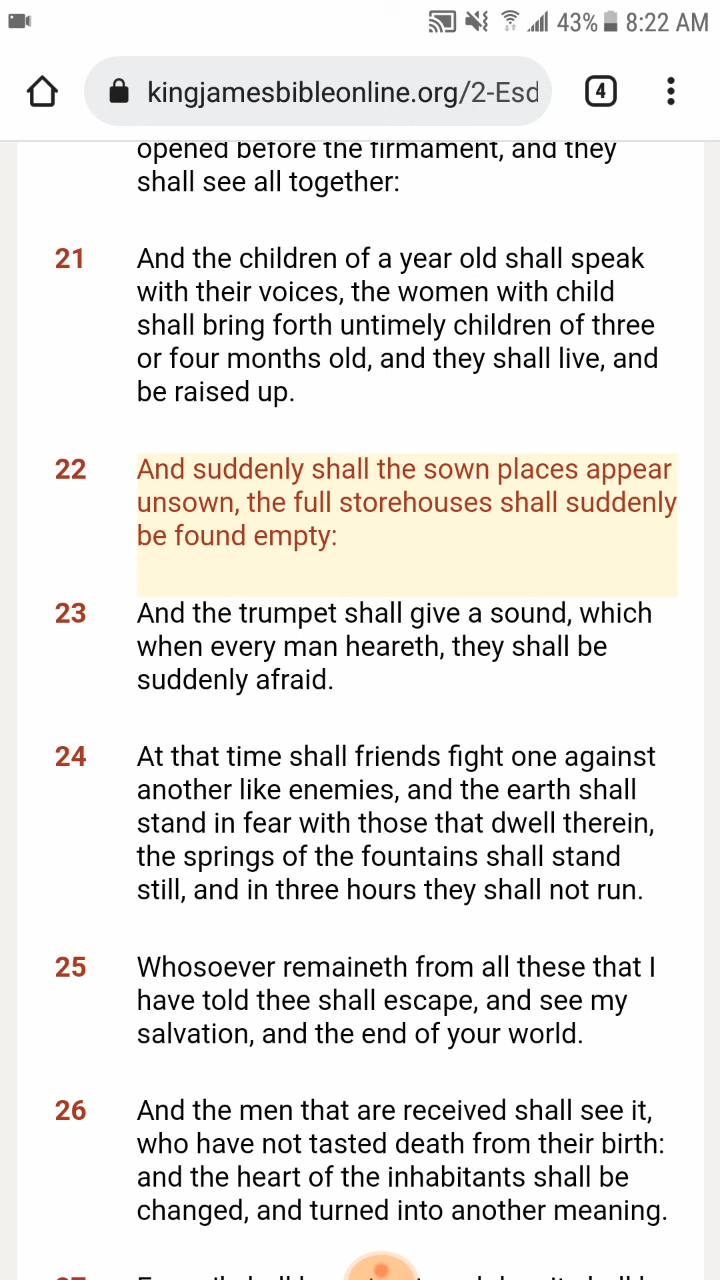 43% 8:22 AM
kingjamesbibleonline.org/2-Esd
4
opened before the firmament, and they
shall see all together:
21 And the children of a year old shall speak
with their voices, the women with child
shall bring forth untimely children of three
or four months old, and they shall live, and
be raised up.
22 And suddenly shall the sown places appear
unsown, the full storehouses shall suddenly
be found empty:
23 And the trumpet shall give a sound, which
when every man heareth, they shall be
suddenly afraid.
24 At that time shall friends fight one against
another like enemies, and the earth shall
stand in fear with those that dwell therein,
the springs of the fountains shall stand
still, and in three hours they shall not run.
25 Whosoever remaineth from all these that I
have told thee shall escape, and see my
salvation, and the end of your world.
26 And the men that are received shall see it,
who have not tasted death from their birth:
and the heart of the inhabitants shall be
changed, and turned into another meaning.